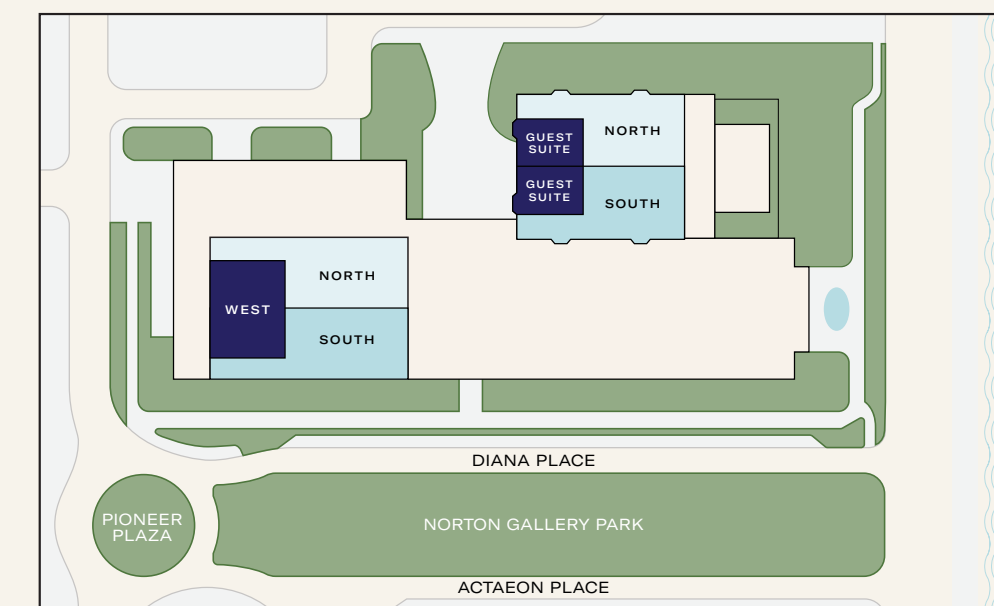 GUEST
SUITE
NORTH
GUEST
SUITE
SOUTH
NORTH
WEST
SOUTH
DIANA PLACE
PIONEER
PLAZA
NORTON GALLERY PARK
ACTAEON PLACE